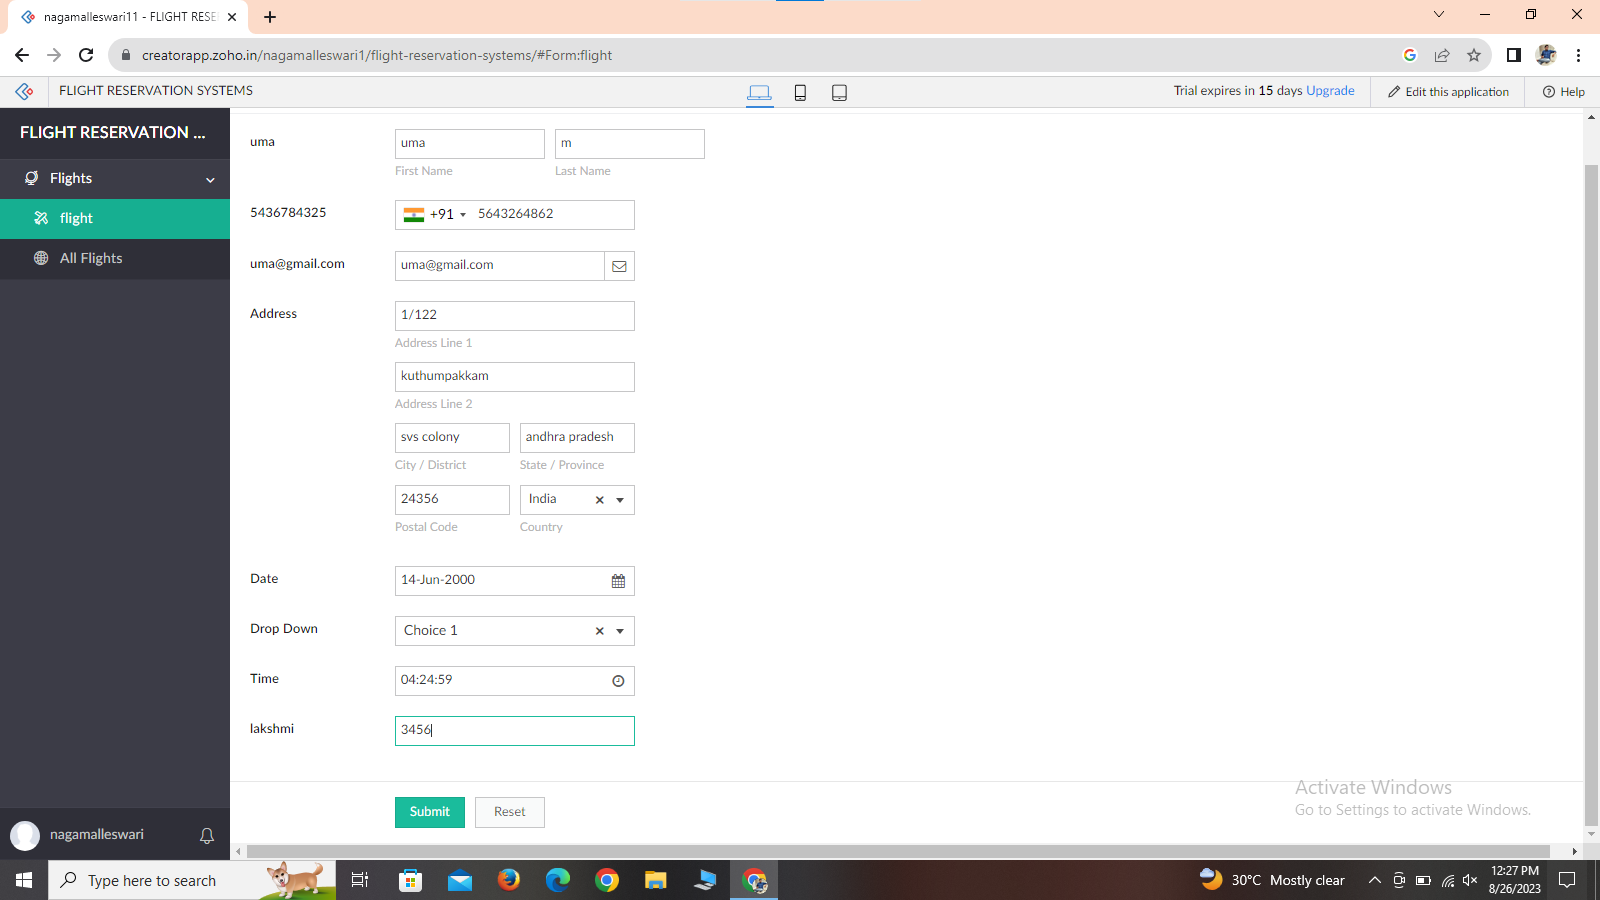 nagamalleswari11 - FLIGHT RESE
creatorapp.zoho.in/nagamalleswari1/flight-reservation-systems/#Form:flight
FLIGHT RESERVATION SYSTEMS
Trial expires in 15 days Upgrade
Edit this application
Help
FLIGHT RESERVATION ...
Flights
flight
All Flights
nagamalleswari
uma
uma
m
First Name
Last Name
5436784325
+91
5643264862
uma@gmail.com
uma@gmail.com
Address
1/122
Address Line 1
kuthumpakkam
Address Line 2
svs colony
andhra pradesh
City / District
State / Province
24356
India
Postal Code
Country
Date
14-Jun-2000
Drop Down
Choice 1
Time
04:24:59
lakshmi
3456
Submit
Reset
Activate Windows
Go to Settings to activate Windows.
Type here to search
30°C Mostly clear
12:27 PM
8/26/2023